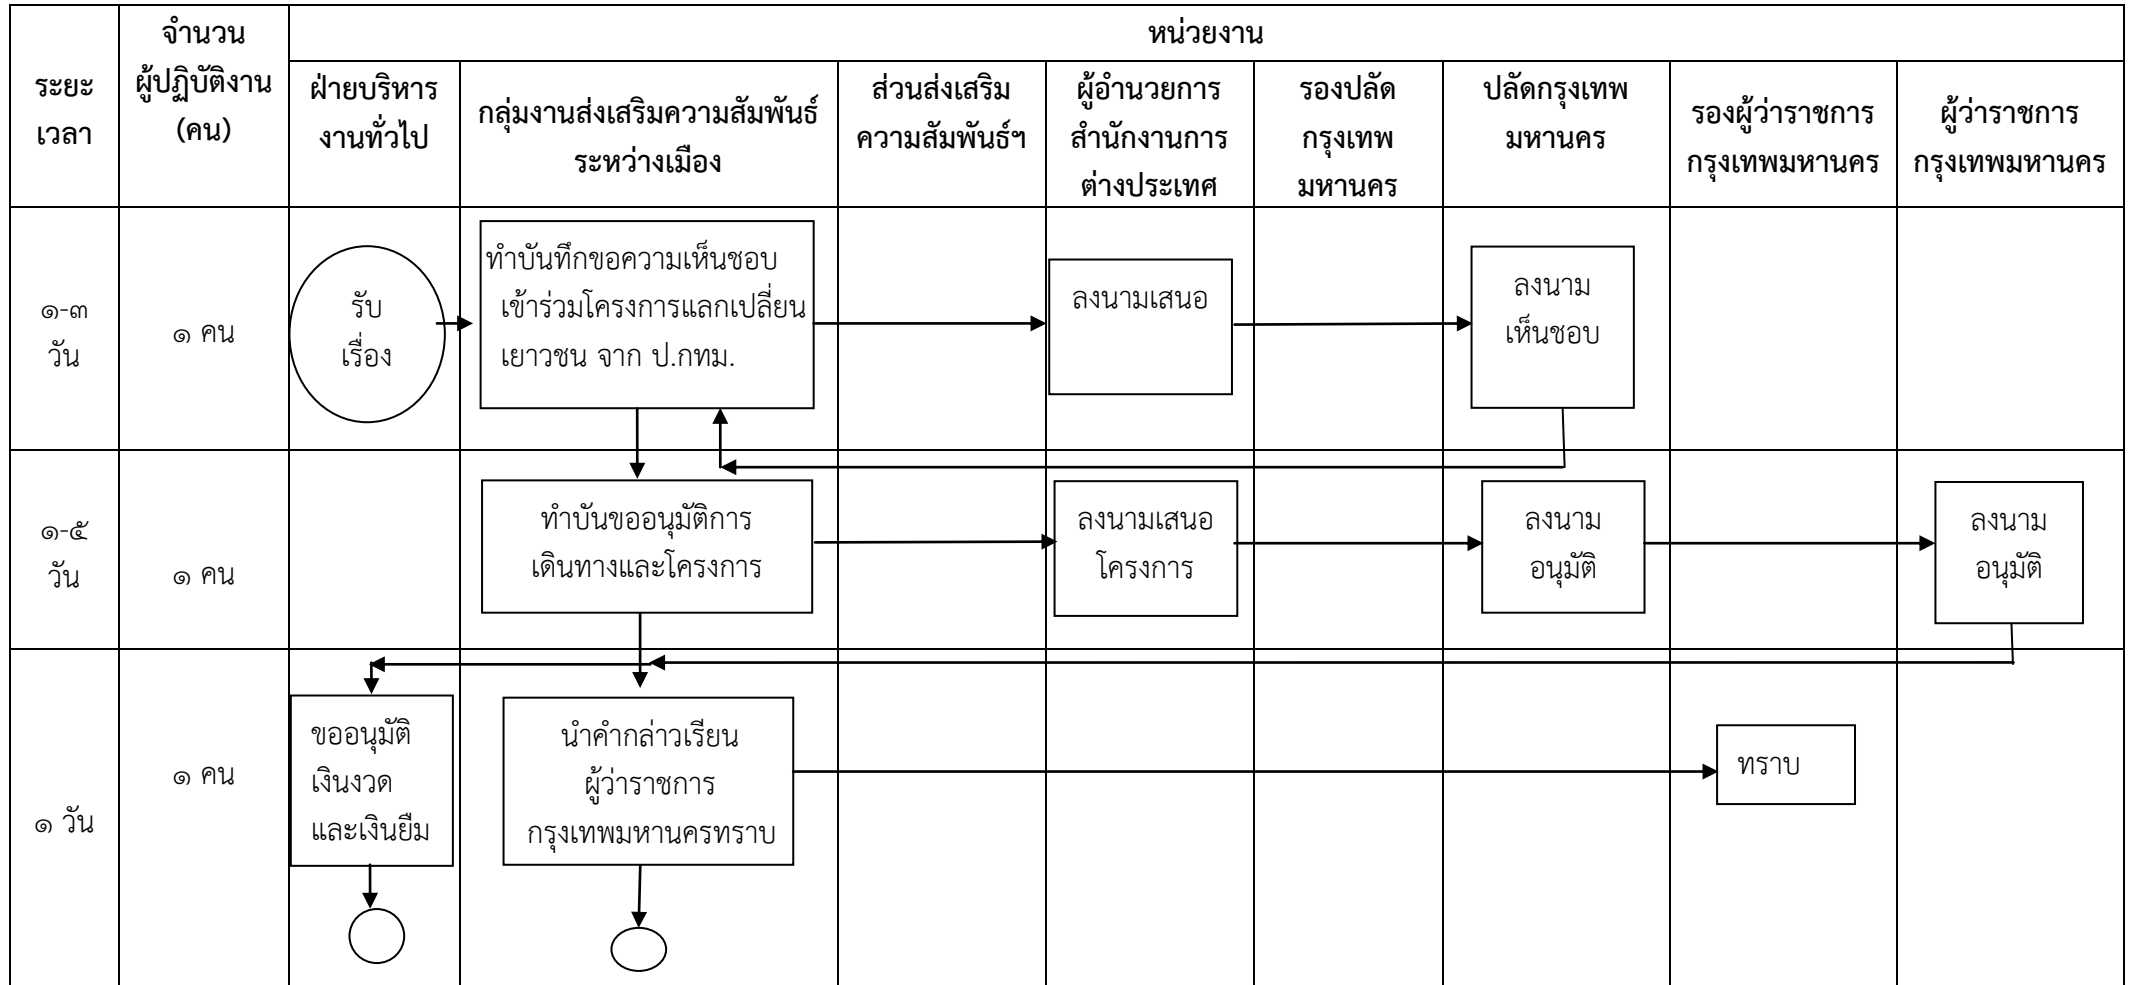 ระยะ
เวลา
จำนวน
ผู้ปฏิบัติงาน
(คน)
หน่วยงาน
ฝ่ายบริหาร
งานทั่วไป
กลุ่มงานส่งเสริมความสัมพันธ์
ระหว่างเมือง
ส่วนส่งเสริม
ความสัมพันธ์ฯ
ผู้อำนวยการ
สำนักงานการ
ต่างประเทศ
รองปลัด
กรุงเทพ
มหานคร
ปลัดกรุงเทพ
มหานคร
รองผู้ว่าราชการ
กรุงเทพมหานคร
ผู้ว่าราชการ
กรุงเทพมหานคร
๑-๓
วัน
๑ คน
รับ
เรื่อง
ทำบันทึกขอความเห็นชอบ
เข้าร่วมโครงการแลกเปลี่ยน
เยาวชน จาก ป.กทม.
ลงนามเสนอ
ลงนาม
เห็นชอบ
๑-๕
วัน
๑ คน
ทำบันขออนุมัติการ
เดินทางและโครงการ
ลงนามเสนอ
โครงการ
ลงนาม
อนุมัติ
ลงนาม
อนุมัติ
๑ วัน
๑ คน
ขออนุมัติ
เงินงวด
และเงินยืม
นำคำกล่าวเรียน
ผู้ว่าราชการ
กรุงเทพมหานครทราบ
ทราบ